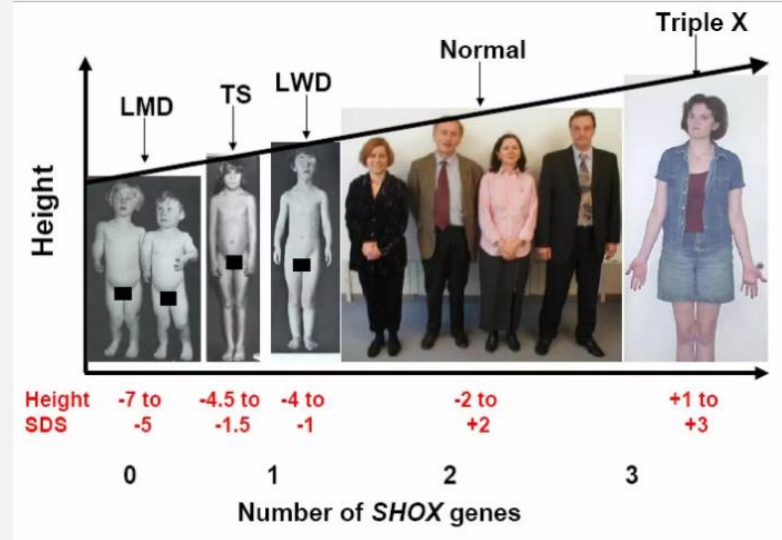 Triple X
Normal
LWD
TS
LMD
Height
Height -7 to -4.5 to -4 to -2 to +1 to
SDS -5 -1.5 -1 +2 +3
0 1 2 3
Number of SHOX genes